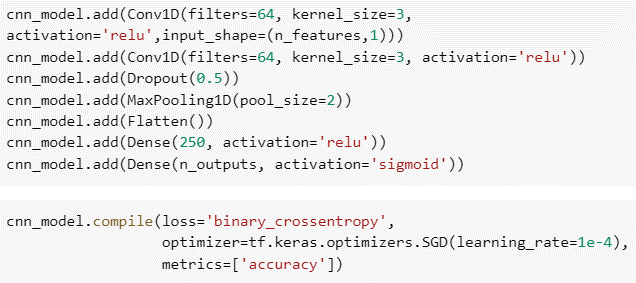 cnn_model.add(Conv1D(filters=64, kernel_size=3,
activation='relu',input_shape=(n_features,1)))
cnn_model.add(Conv1D(filters=64, kernel_size=3, activation='relu'))
cnn_model.add(Dropout(0.5))
cnn_model.add(MaxPooling1D(pool_size=2))
cnn_model.add(Flatten())
cnn_model.add(Dense(250, activation='relu'))
cnn_model.add(Dense(n_outputs, activation='sigmoid'))
cnn_model.compile(loss='binary_crossentropy',
optimizer=tf.keras.optimizers.SGD(learning_rate=1e-4),
metrics=['accuracy'])